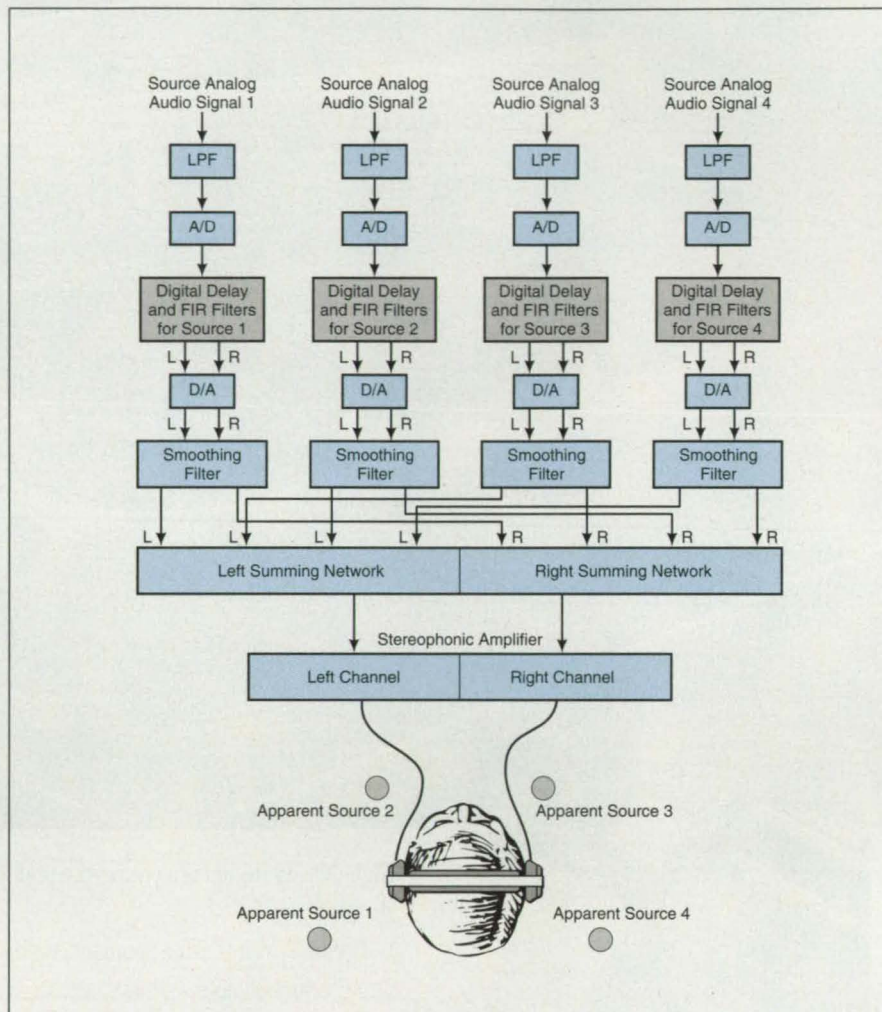 Source Analog
Audio Signal 1
Source Analog
Audio Signal 2
Source Analog
Audio Signal 3
Source Analog
Audio Signal 4
LPF
LPF
LPF
LPF
A/D
A/D
A/D
A/D
Digital Delay
and FIR Filters
for Source 1
Digital Delay
and FIR Filters
for Source 2
Digital Delay
and FIR Filters
for Source 3
Digital Delay
and FIR Filters
for Source 4
L R L R L R L R
D/A
D/A
D/A
D/A
L R L R L R L R
Smoothing
Filter
Smoothing
Filter
Smoothing
Filter
Smoothing
Filter
L L L L R R R R
Left Summing Network
Right Summing Network
Stereophonic Amplifier
Left Channel
Right Channel
Apparent Source 2
Apparent Source 3
Apparent Source 1
Apparent Source 4